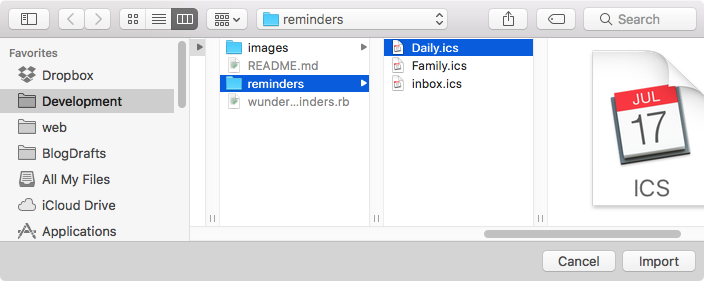 reminders
Search
Favorites
Dropbox
Development
web
BlogDrafts
All My Files
iCloud Drive
Applications
images
README.md
reminders
wunder...inders.rb
Daily.ics
Family.ics
inbox.ics
JUL
17
ICS
Cancel
Import